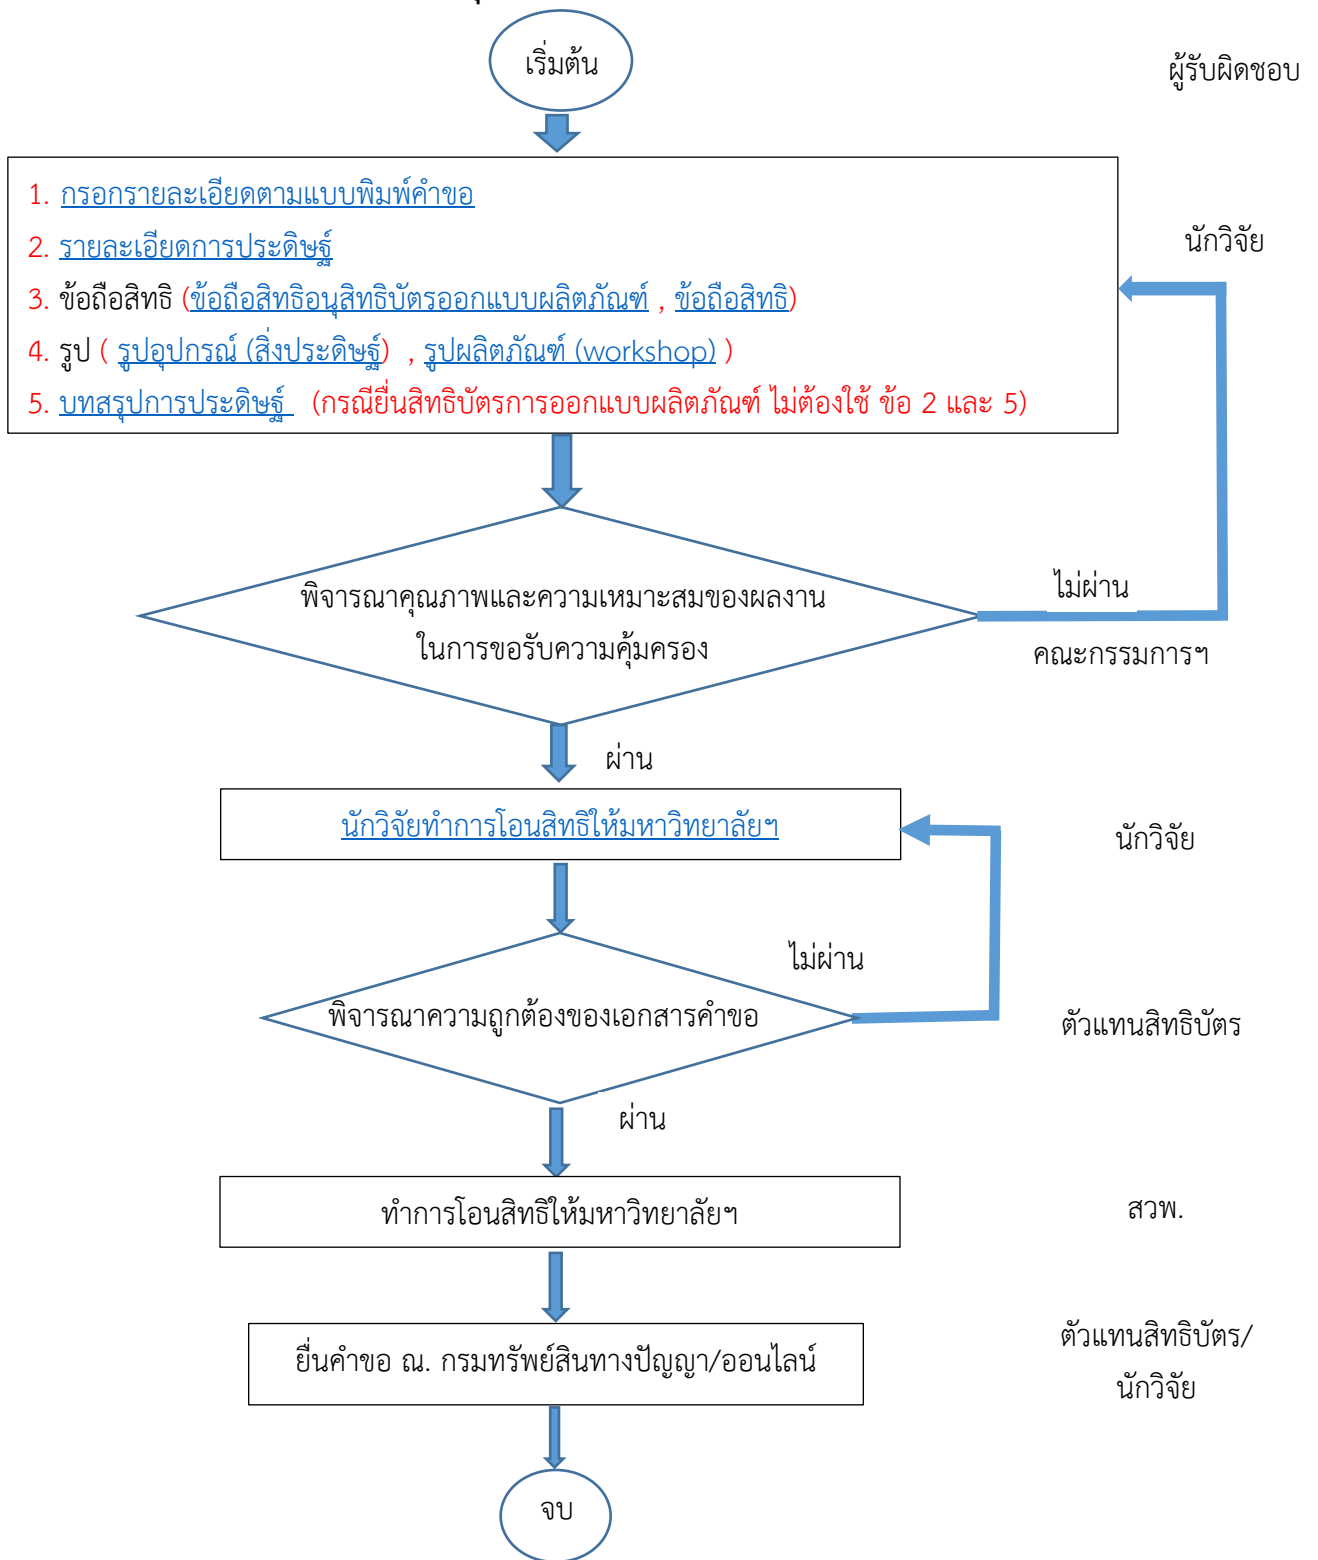 เริ่มต้น
ผู้รับผิดชอบ
1. กรอกรายละเอียดตามแบบพิมพ์คำขอ
2. รายละเอียดการประดิษฐ์
3. ข้อถือสิทธิ (ข้อถือสิทธิอนุสิทธิบัตรออกแบบผลิตภัณฑ์ , ข้อถือสิทธิ)
4. รูป ( รูปอุปกรณ์ (สิ่งประดิษฐ์) , รูปผลิตภัณฑ์ (workshop) )
5. บทสรุปการประดิษฐ์ (กรณียื่นสิทธิบัตรการออกแบบผลิตภัณฑ์ ไม่ต้องใช้ ข้อ 2 และ 5)
นักวิจัย
พิจารณาคุณภาพและความเหมาะสมของผลงาน
ในการขอรับความคุ้มครอง
ไม่ผ่าน
คณะกรรมการฯ
ผ่าน
นักวิจัยทำการโอนสิทธิให้มหาวิทยาลัยฯ
นักวิจัย
ไม่ผ่าน
พิจารณาความถูกต้องของเอกสารคำขอ
ตัวแทนสิทธิบัตร
ผ่าน
ทำการโอนสิทธิให้มหาวิทยาลัยฯ
สวพ.
ยื่นคำขอ ณ. กรมทรัพย์สินทางปัญญา/ออนไลน์
ตัวแทนสิทธิบัตร/
นักวิจัย
จบ